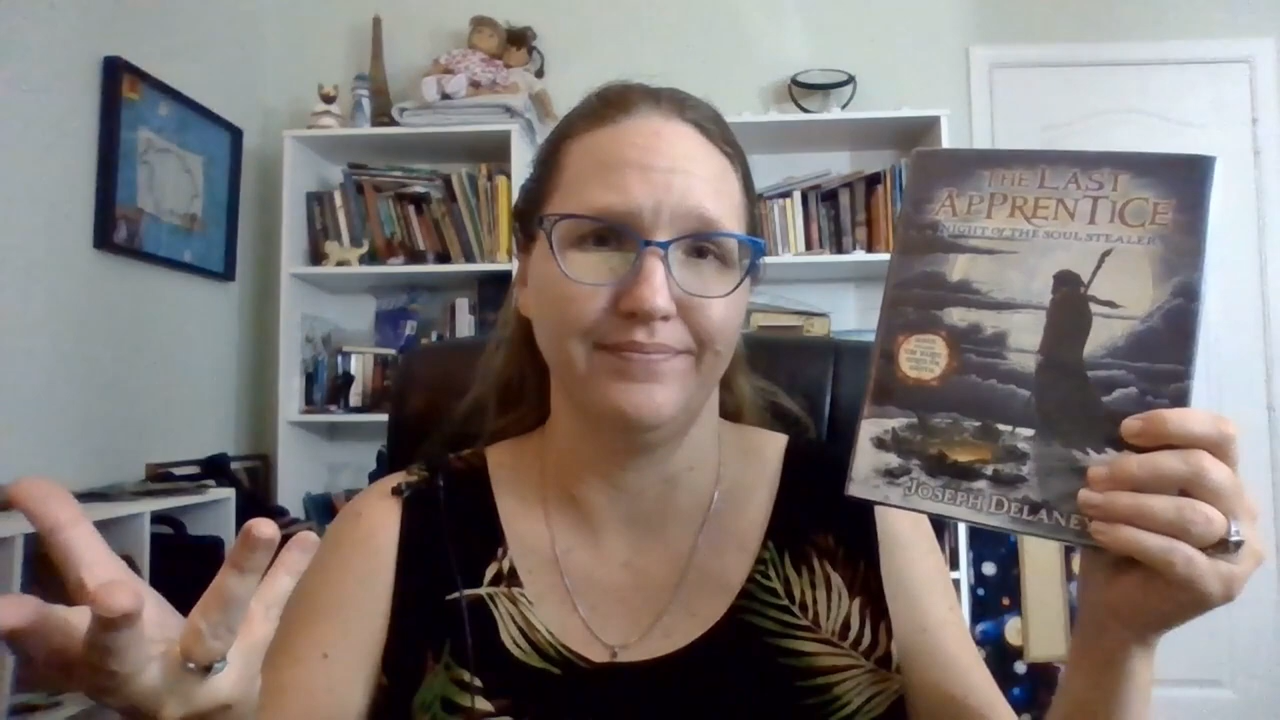 THE LAST
APPRENTICE
NIGHT OF THE SOUL STEALER
JOSEPH DELANEY